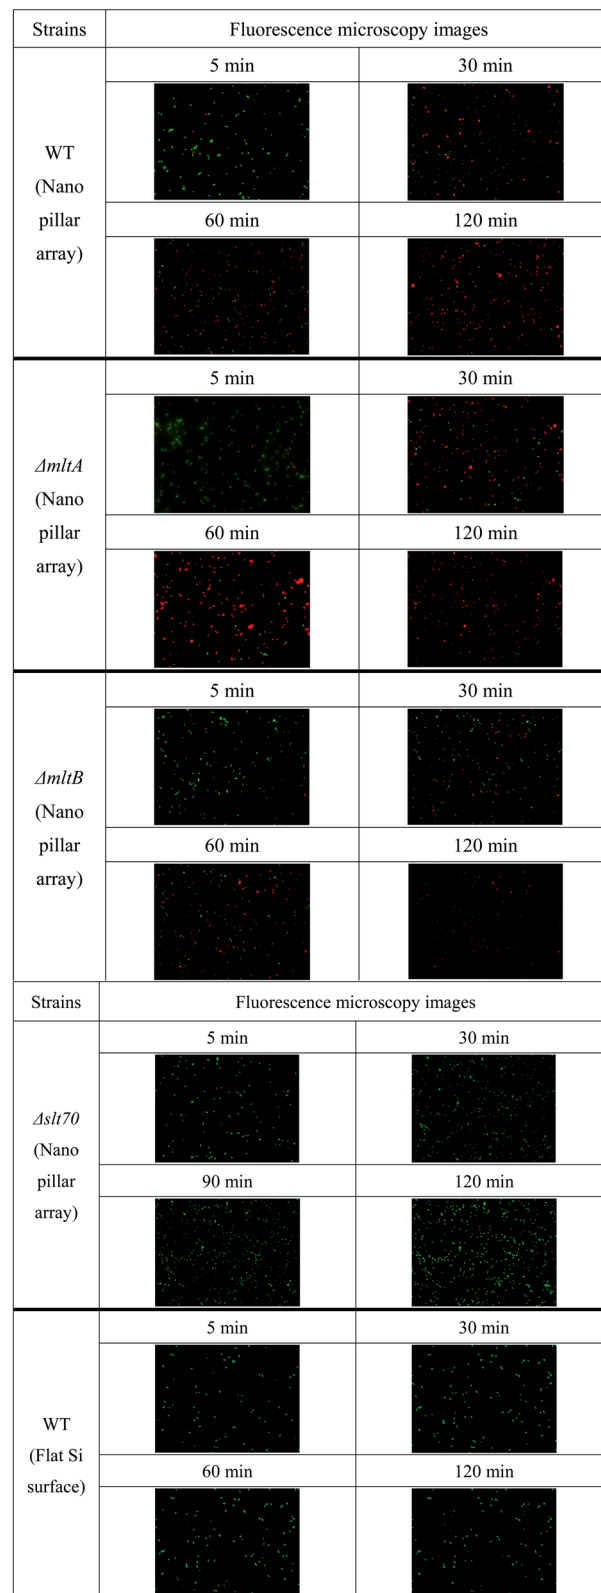 Strains Fluorescence microscopy images
5 min 30 min
WT
(Nano
pillar
array)
60 min 120 min
5 min 30 min
ΔmltA
(Nano
pillar
array)
60 min 120 min
5 min 30 min
ΔmltB
(Nano
pillar
array)
60 min 120 min
Strains Fluorescence microscopy images
5 min 30 min
Δslt70
(Nano
pillar
array)
90 min 120 min
5 min 30 min
WT
(Flat Si
surface)
60 min 120 min